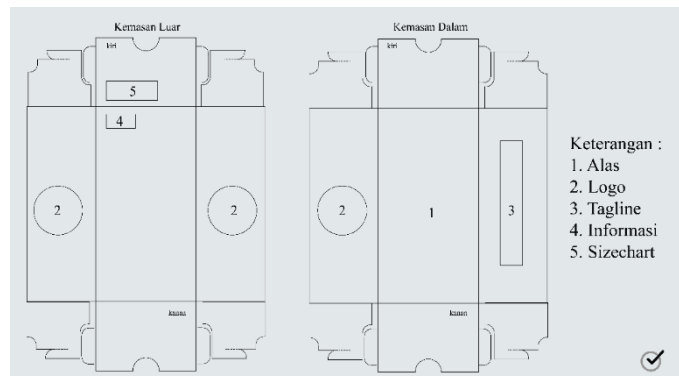 Kemasan Luar
kiri
5
4
2
2
kanan
Kemasan Dalam
kiri
2
1
3
kanan
Keterangan :
1. Alas
2. Logo
3. Tagline
4. Informasi
5. Sizechart